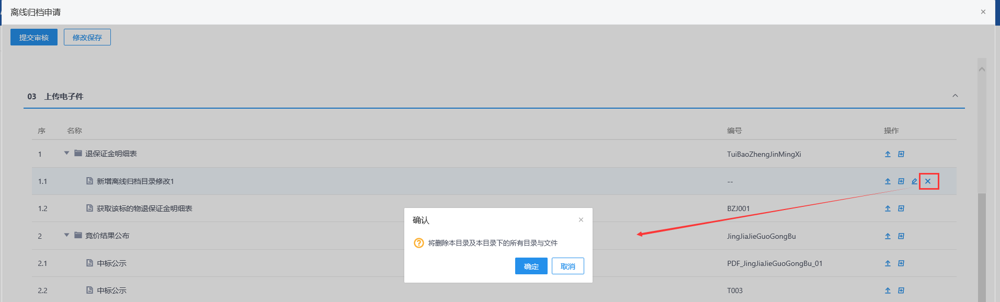 离线归档申请
提交审核 修改保存
03 上传电子件
序 名称 编号 操作
1 退保证金明细表 TuiBaoZhengJinMingXi
1.1 新增离线归档目录修改1 --
1.2 获取该标的物退保证金明细表 BZJ001
2 竞价结果公布 JingJiaJieGuoGongBu
2.1 中标公示 PDF_JingJiaJieGuoGongBu_01
2.2 中标公示 T003
确认
将删除本目录及本目录下的所有目录与文件
确定 取消